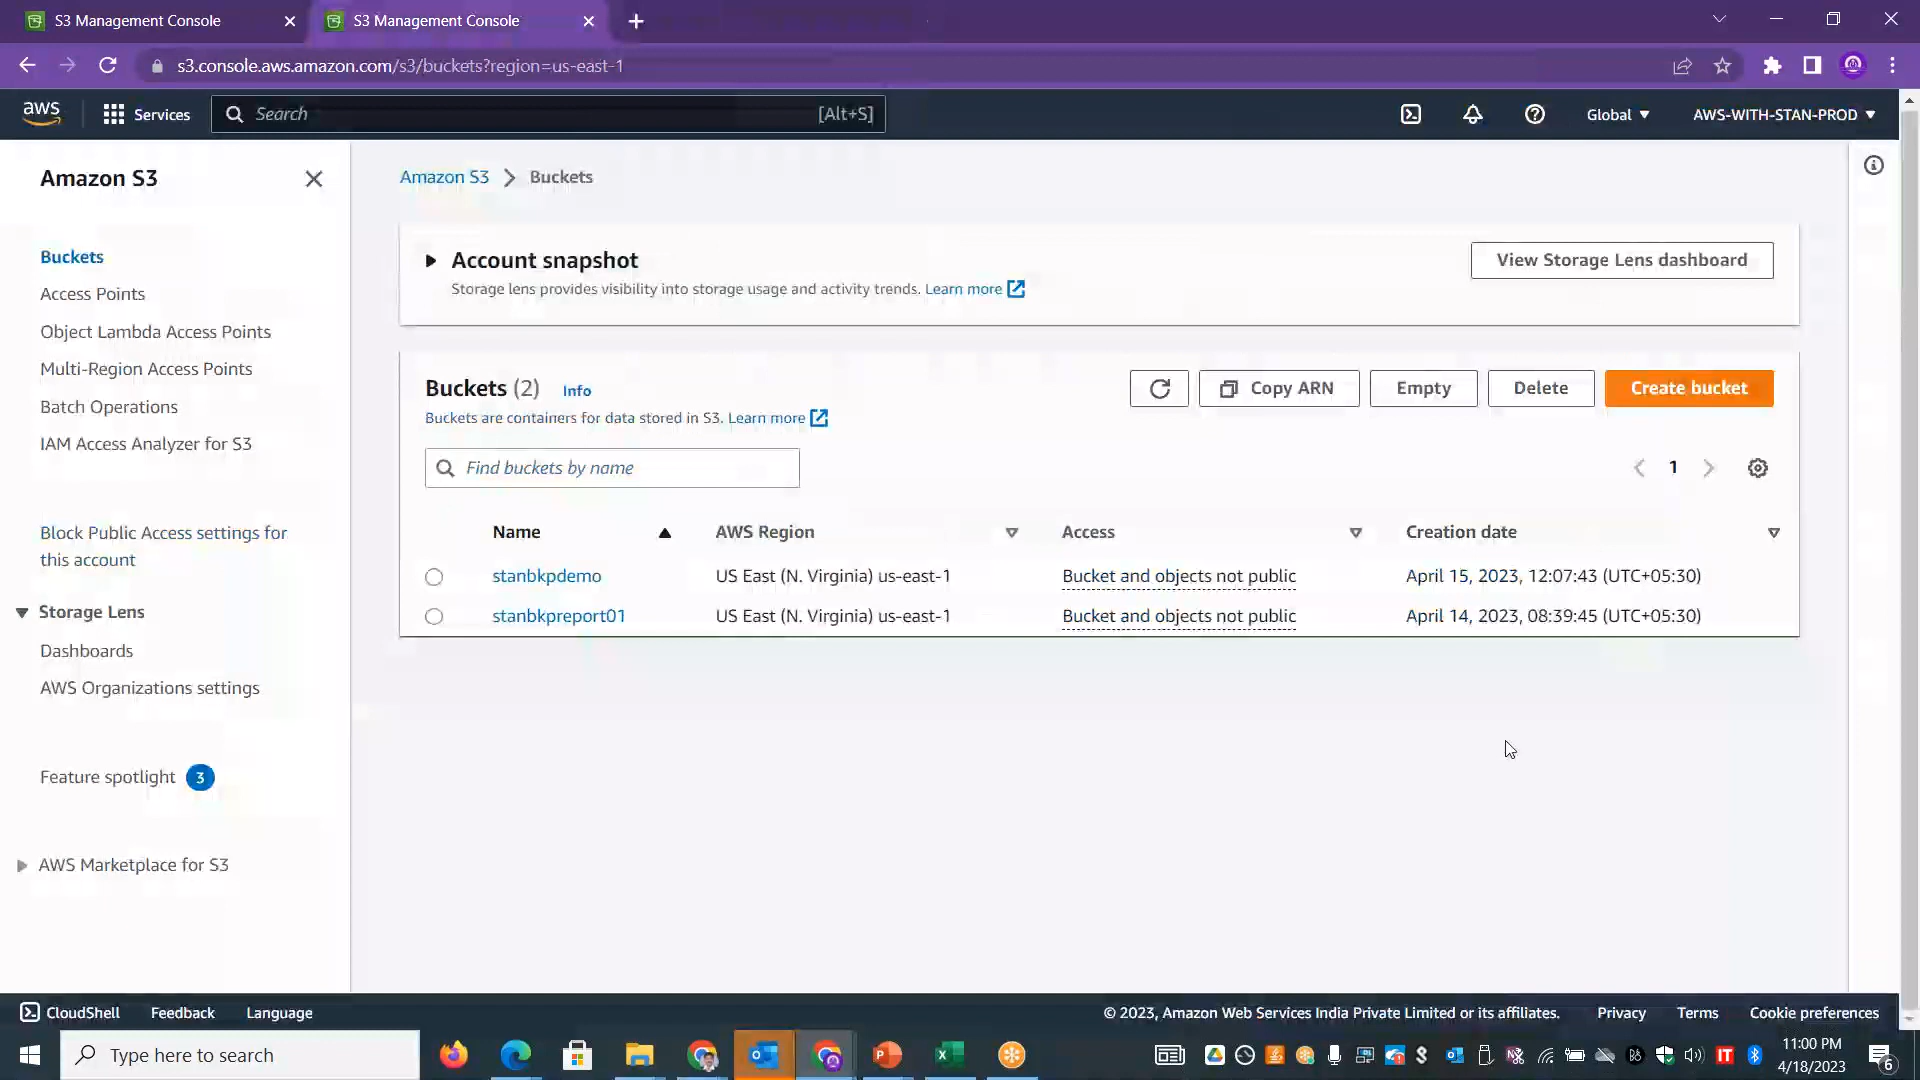 S3 Management Console
S3 Management Console
s3.console.aws.amazon.com/s3/buckets?region=us-east-1
aws
Services
Search
[Alt+S]
Global
AWS-WITH-STAN-PROD
Amazon S3
Buckets
Access Points
Object Lambda Access Points
Multi-Region Access Points
Batch Operations
IAM Access Analyzer for S3
Block Public Access settings for
this account
Storage Lens
Dashboards
AWS Organizations settings
Feature spotlight 3
AWS Marketplace for S3
Amazon S3 > Buckets
Account snapshot
Storage lens provides visibility into storage usage and activity trends. Learn more
View Storage Lens dashboard
Buckets (2) Info
Buckets are containers for data stored in S3. Learn more
Copy ARN
Empty
Delete
Create bucket
Find buckets by name
1
Name AWS Region Access Creation date
stanbkpdemo US East (N. Virginia) us-east-1 Bucket and objects not public April 15, 2023, 12:07:43 (UTC+05:30)
stanbkpreport01 US East (N. Virginia) us-east-1 Bucket and objects not public April 14, 2023, 08:39:45 (UTC+05:30)
CloudShell Feedback Language © 2023, Amazon Web Services India Private Limited or its affiliates. Privacy Terms Cookie preferences
Type here to search
11:00 PM
4/18/2023
6